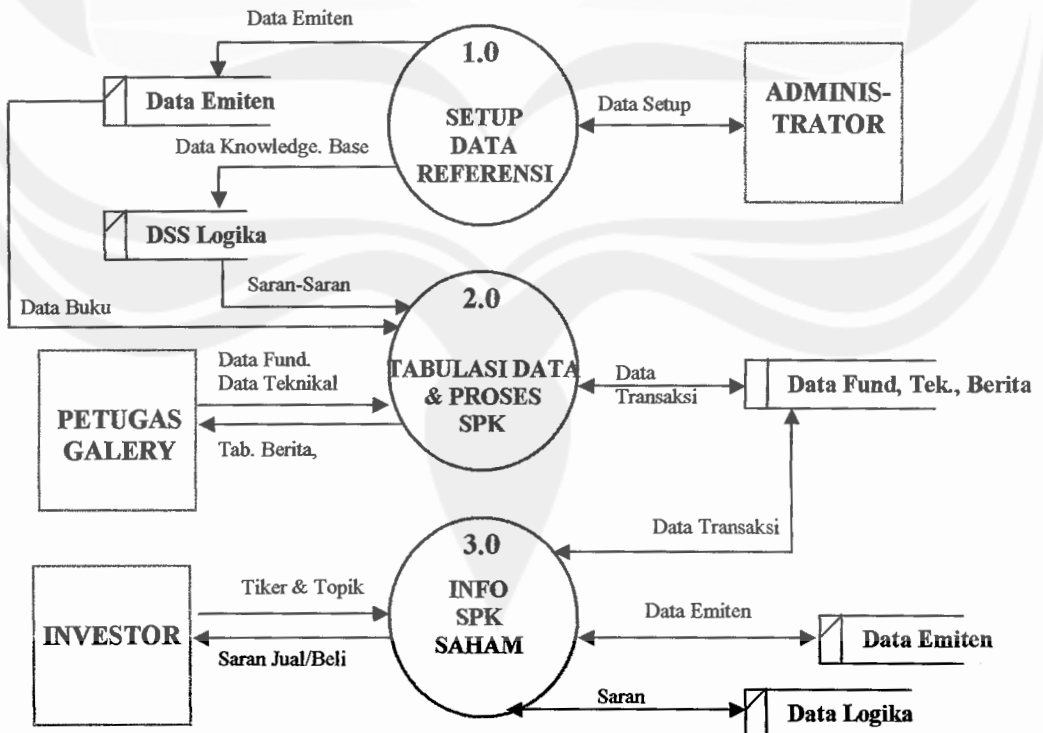 Data Emiten
1.0
SETUP
DATA
REFERENSI
Data Setup
ADMINIS-
TRATOR
Data Emiten
Data Knowledge. Base
DSS Logika
Saran-Saran
Data Buku
2.0
TABULASI DATA
& PROSES
SPK
Data Fund.
Data Teknikal
PETUGAS
GALERY
Tab. Berita,
Data
Transaksi
Data Fund, Tek., Berita
Data Transaksi
3.0
INFO
SPK
SAHAM
Tiker & Topik
INVESTOR
Saran Jual/Beli
Data Emiten
Data Emiten
Saran
Data Logika